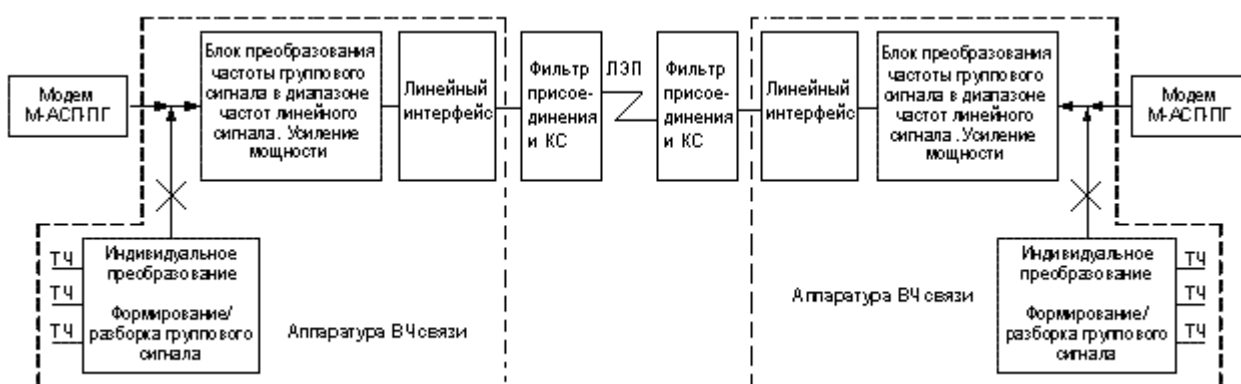 Модем
М-АСП-ПГ
Блок преобразования
частоты группового
сигнала в диапазоне
частот линейного
сигнала. Усиление
мощности
Линейный
интерфейс
Фильтр
присое-
динения
и КС
ЛЭП
Фильтр
присое-
динения
и КС
Линейный
интерфейс
Блок преобразования
частоты группового
сигнала в диапазоне
частот линейного
сигнала. Усиление
мощности
Модем
М-АСП-ПГ
ТЧ
ТЧ
ТЧ
Индивидуальное
преобразование
Формирование/
разборка группового
сигнала
Аппаратура ВЧ связи
Аппаратура ВЧ связи
Индивидуальное
преобразование
Формирование/
разборка группового
сигнала
ТЧ
ТЧ
ТЧ